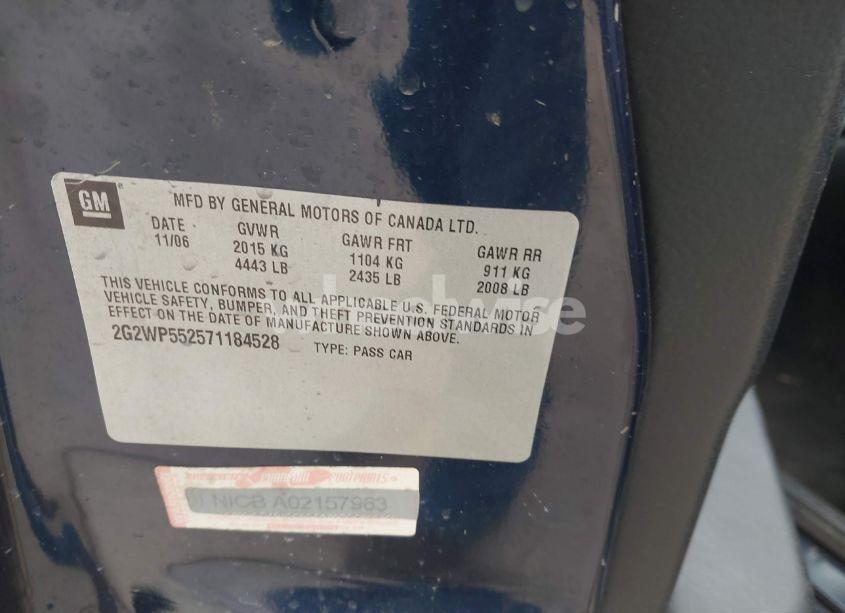 GM
MFD BY GENERAL MOTORS OF CANADA LTD.
DATE GVWR GAWR FRT GAWR RR
11/06 2015 KG 1104 KG 911 KG
4443 LB 2435 LB 2008 LB
THIS VEHICLE CONFORMS TO ALL APPLICABLE U.S. FEDERAL MOTOR
VEHICLE SAFETY, BUMPER, AND THEFT PREVENTION STANDARDS IN
EFFECT ON THE DATE OF MANUFACTURE SHOWN ABOVE.
2G2WP552571184528 TYPE: PASS CAR
FOOTPRINTS
NICB A02157963